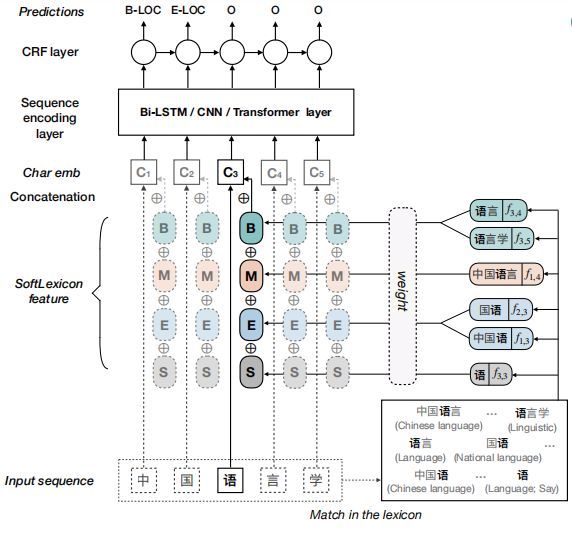 Predictions B-LOC E-LOC O O O
CRF layer
Sequence encoding layer
Bi-LSTM / CNN / Transformer layer
Char emb C1 C2 C3 C4 C5
Concatenation ⊕ ⊕ ⊕ ⊕ ⊕
SoftLexicon feature
B B B B B
⊕ ⊕ ⊕ ⊕ ⊕
M M M M M
⊕ ⊕ ⊕ ⊕ ⊕
E E E E E
⊕ ⊕ ⊕ ⊕ ⊕
S S S S S
weight
语言 f3,4
语言学 f3,5
中国语言 f1,4
国语 f2,3
中国语 f1,3
语 f3,3
中国语言 ... 语言学
(Chinese language) (Linguistic)
语言 国语 ...
(Language) (National language)
中国语 ... 语
(Chinese language) (Language; Say)
Input sequence 中 国 语 言 学
Match in the lexicon